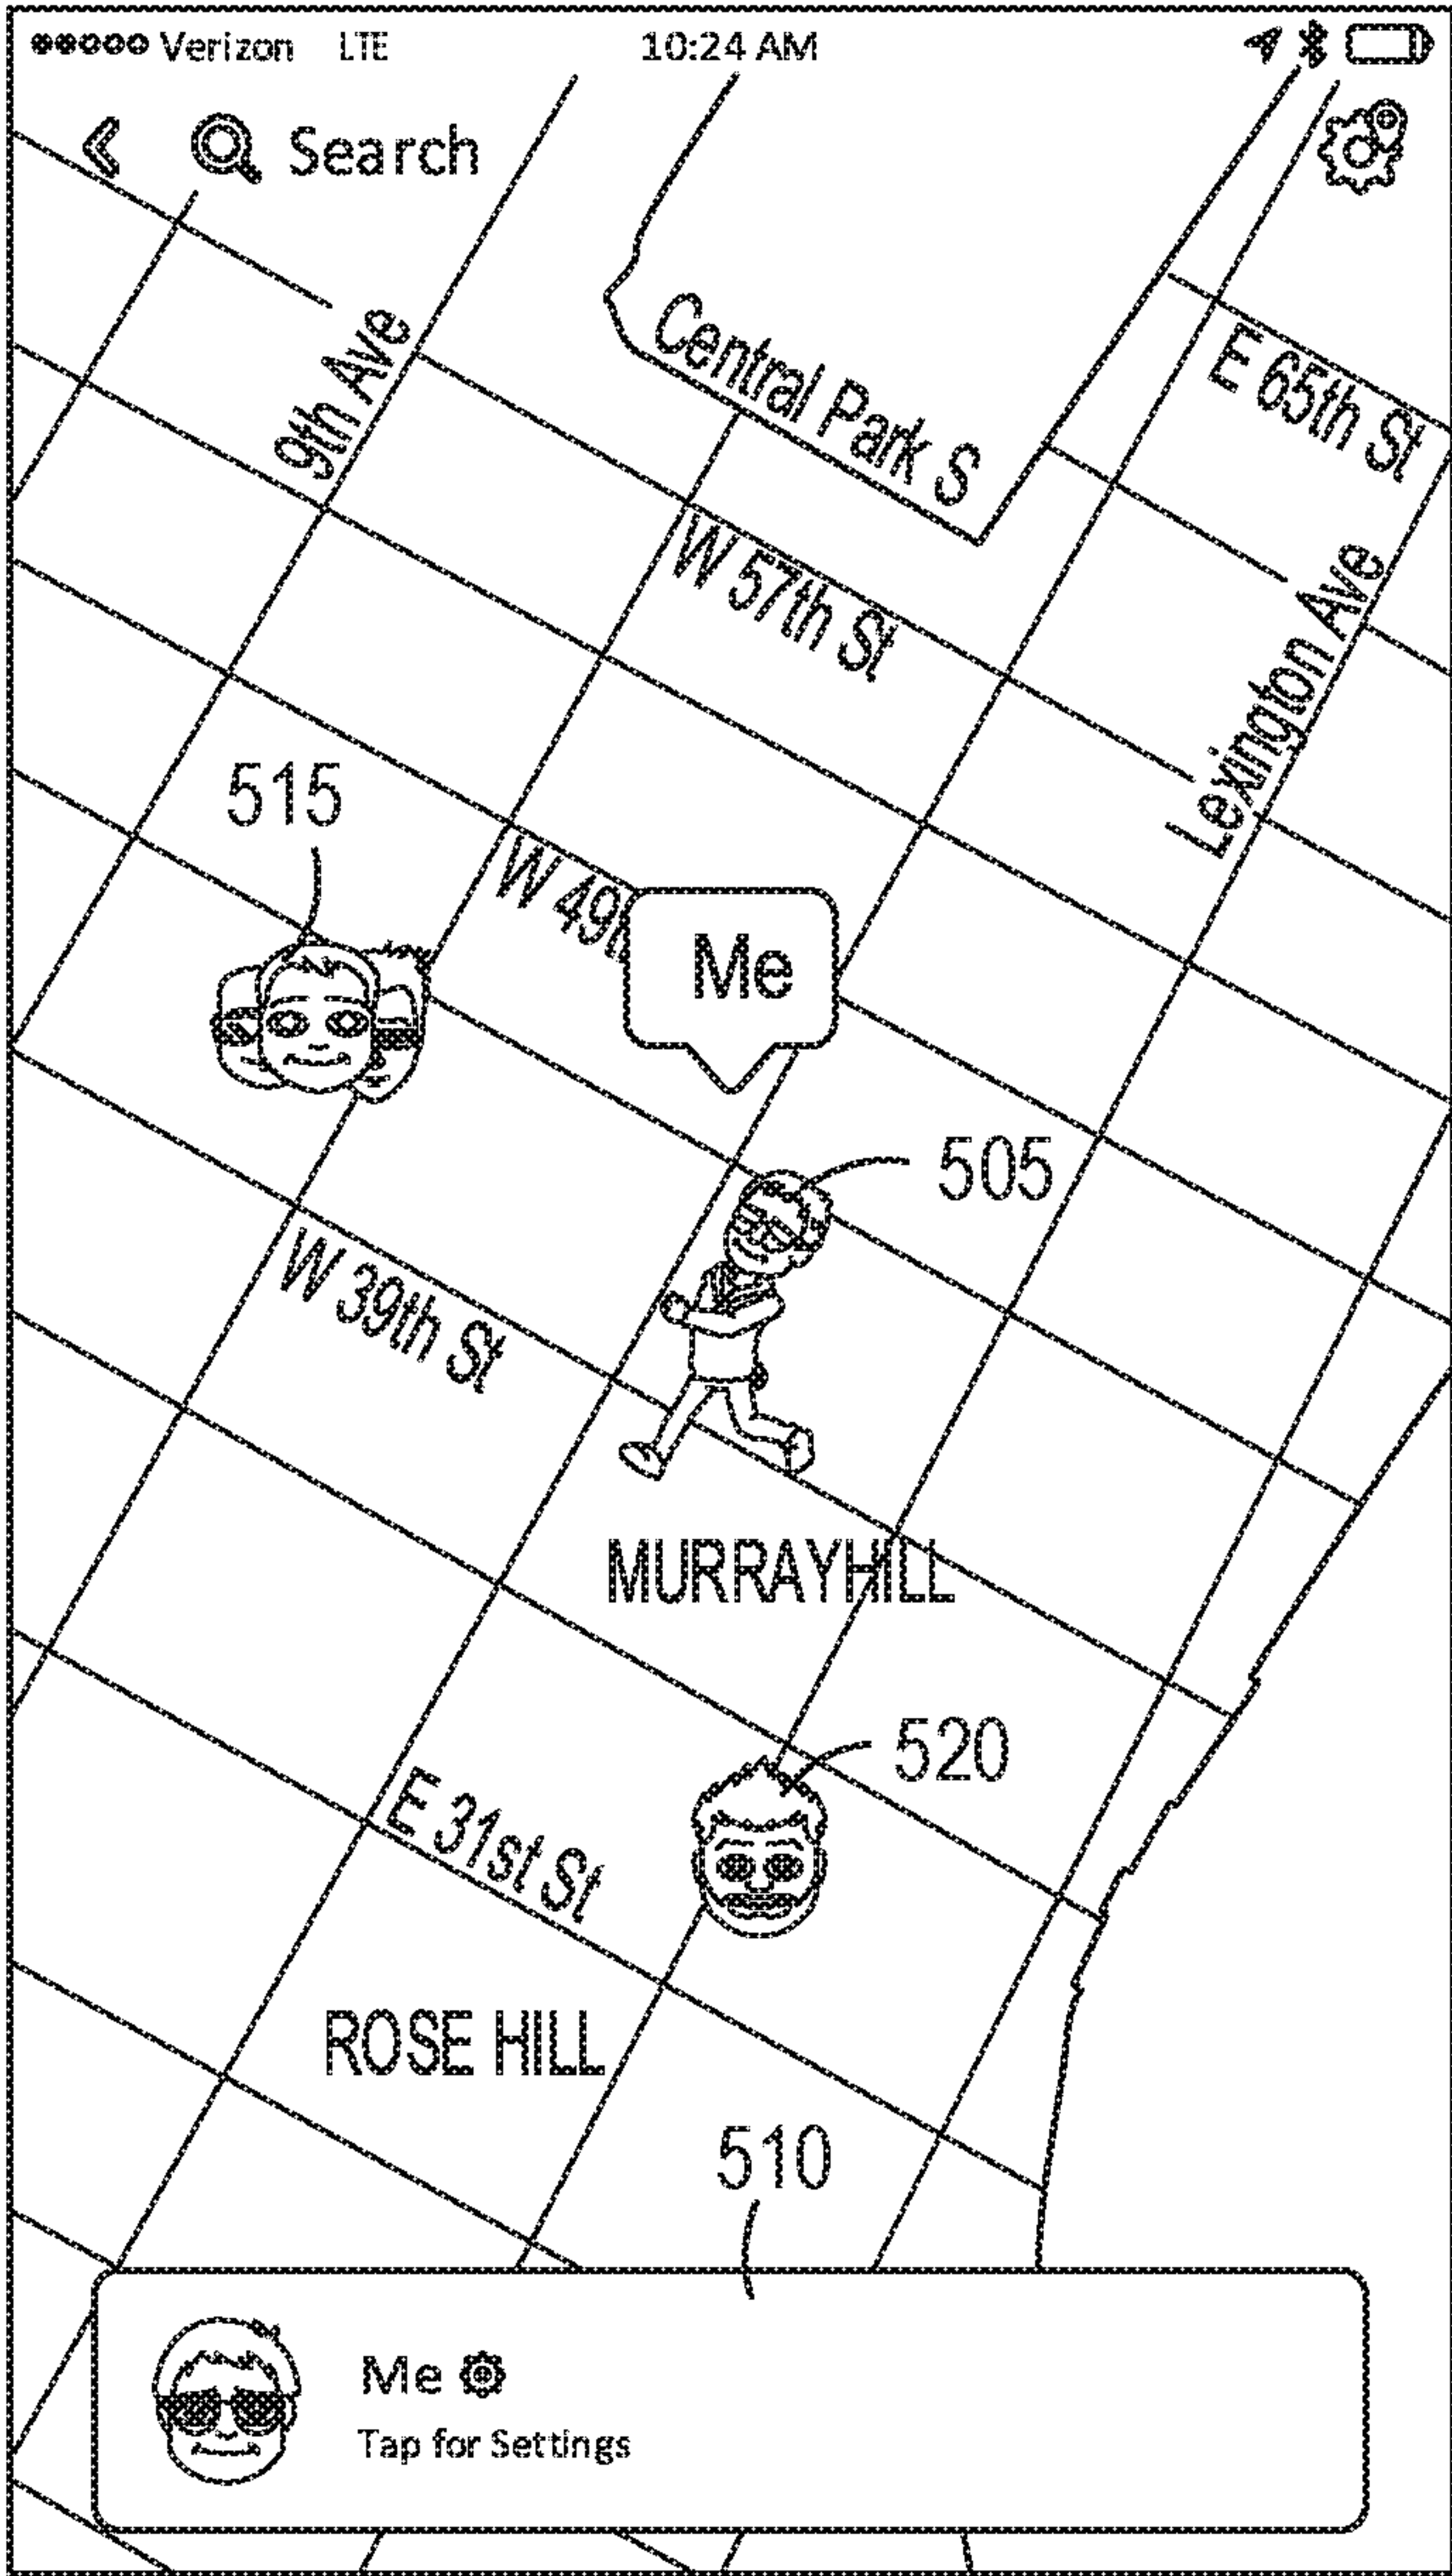 Verizon LTE 10:24 AM
Search
9th Ave
Central Park S
E 65th St
W 57th St
Lexington Ave
515
W 49
Me
505
W 39th St
MURRAYHILL
520
E 31st St
ROSE HILL
510
Me
Tap for Settings